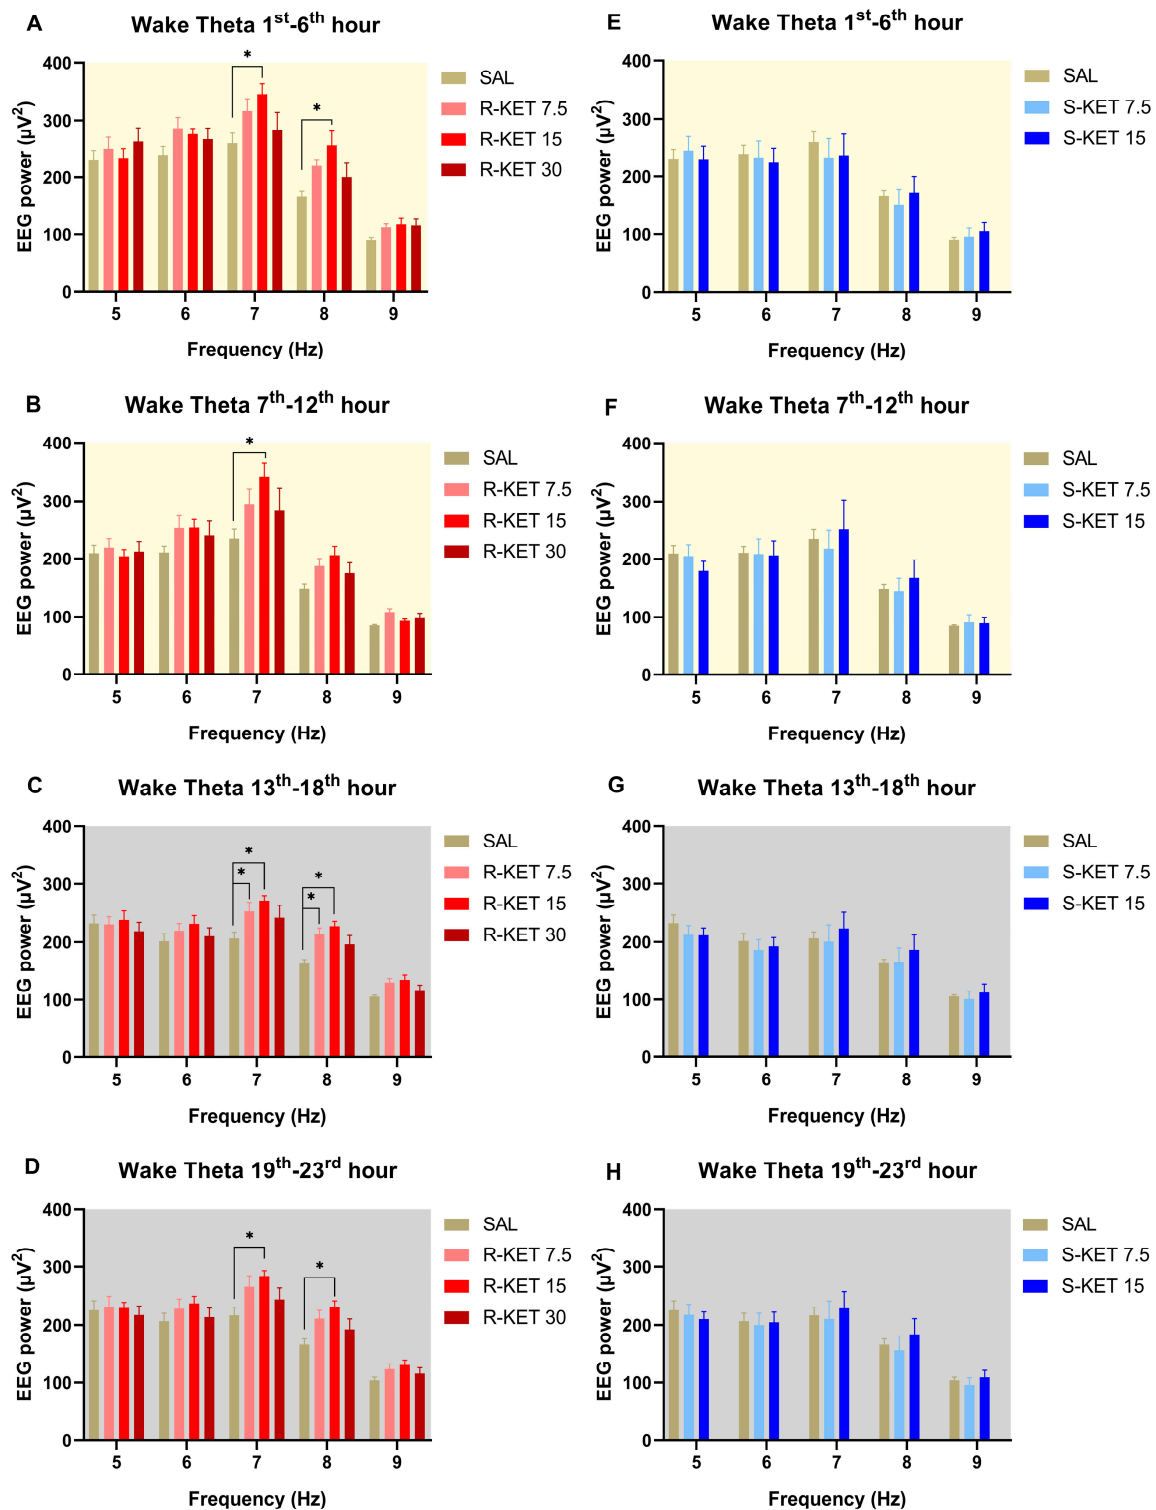 A
Wake Theta 1st-6th hour
EEG power (µV2)
400
300
200
100
0
5 6 7 8 9
Frequency (Hz)
* *
SAL
R-KET 7.5
R-KET 15
R-KET 30
E
Wake Theta 1st-6th hour
EEG power (µV2)
400
300
200
100
0
5 6 7 8 9
Frequency (Hz)
SAL
S-KET 7.5
S-KET 15
B
Wake Theta 7th-12th hour
EEG power (µV2)
400
300
200
100
0
5 6 7 8 9
Frequency (Hz)
*
SAL
R-KET 7.5
R-KET 15
R-KET 30
F
Wake Theta 7th-12th hour
EEG power (µV2)
400
300
200
100
0
5 6 7 8 9
Frequency (Hz)
SAL
S-KET 7.5
S-KET 15
C
Wake Theta 13th-18th hour
EEG power (µV2)
400
300
200
100
0
5 6 7 8 9
Frequency (Hz)
* * * *
SAL
R-KET 7.5
R-KET 15
R-KET 30
G
Wake Theta 13th-18th hour
EEG power (µV2)
400
300
200
100
0
5 6 7 8 9
Frequency (Hz)
SAL
S-KET 7.5
S-KET 15
D
Wake Theta 19th-23rd hour
EEG power (µV2)
400
300
200
100
0
5 6 7 8 9
Frequency (Hz)
* *
SAL
R-KET 7.5
R-KET 15
R-KET 30
H
Wake Theta 19th-23rd hour
EEG power (µV2)
400
300
200
100
0
5 6 7 8 9
Frequency (Hz)
SAL
S-KET 7.5
S-KET 15